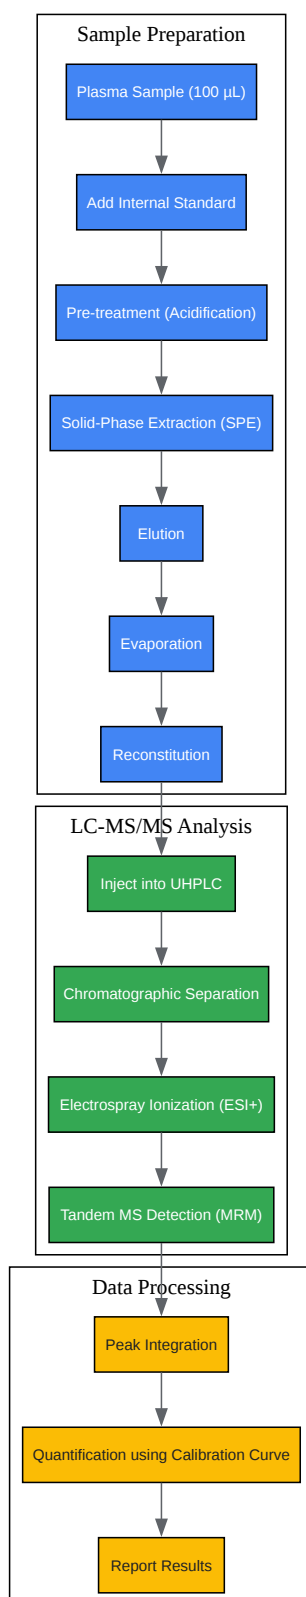 Sample Preparation
Plasma Sample (100 µL)
Add Internal Standard
Pre-treatment (Acidification)
Solid-Phase Extraction (SPE)
Elution
Evaporation
Reconstitution
LC-MS/MS Analysis
Inject into UHPLC
Chromatographic Separation
Electrospray Ionization (ESI+)
Tandem MS Detection (MRM)
Data Processing
Peak Integration
Quantification using Calibration Curve
Report Results